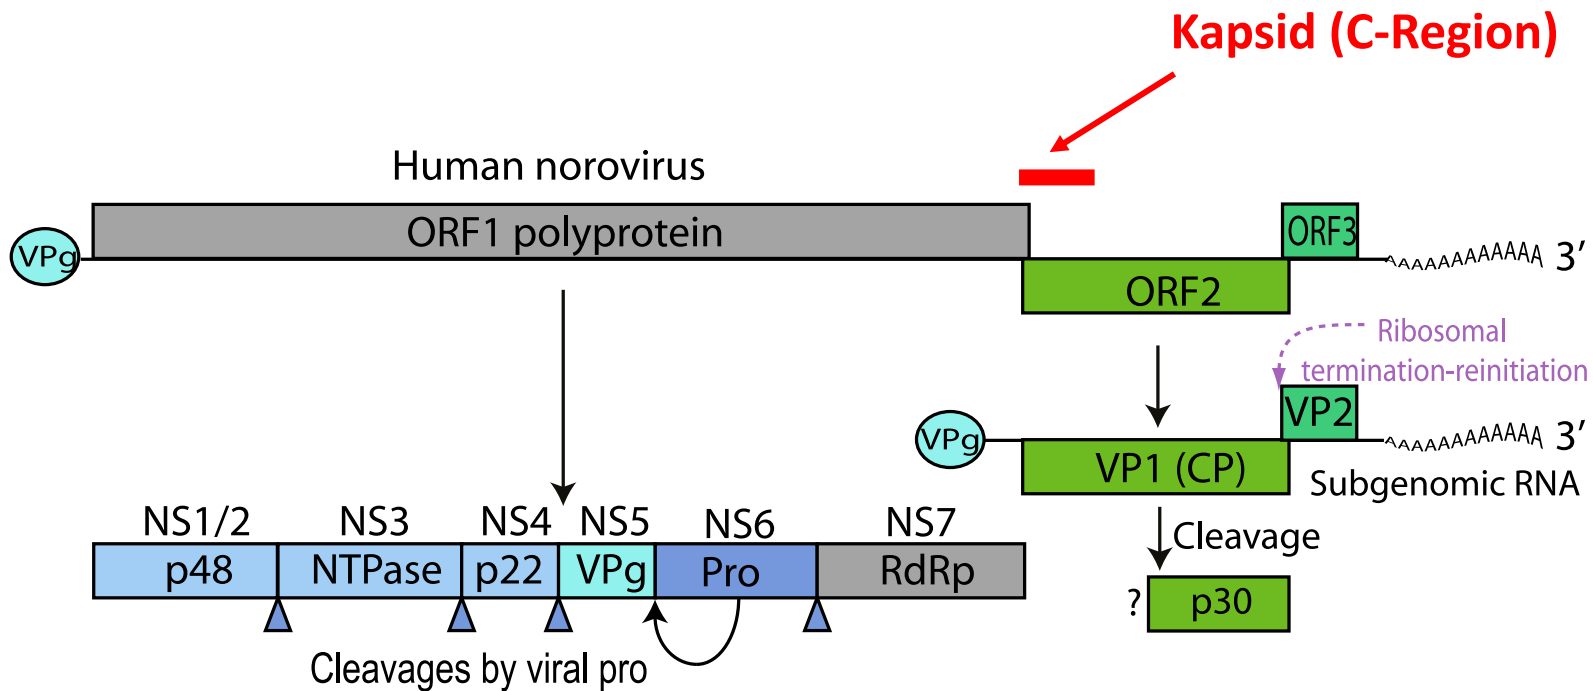 Kapsid (C-Region)
Human norovirus
VPg
ORF1 polyprotein
ORF3
AAAAAAAAAAAA 3′
ORF2
Ribosomal
termination-reinitiation
VP2
VPg
VP1 (CP)
AAAAAAAAAAAA 3′
Subgenomic RNA
NS1/2 NS3 NS4 NS5 NS6 NS7
Cleavage
p48 NTPase p22 VPg Pro RdRp
? p30
Cleavages by viral pro